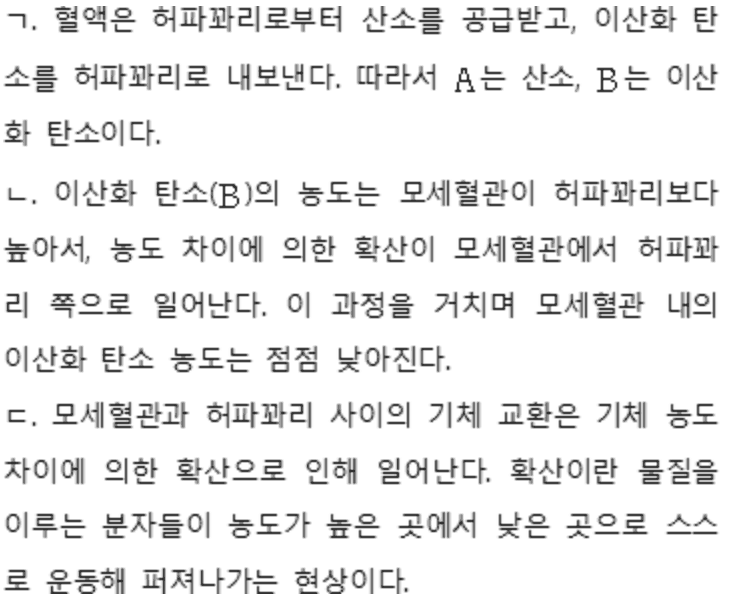 ㄱ. 혈액은 허파꽈리로부터 산소를 공급받고, 이산화 탄
소를 허파꽈리로 내보낸다. 따라서 A는 산소, B는 이산
화 탄소이다.
ㄴ. 이산화 탄소(B)의 농도는 모세혈관이 허파꽈리보다
높아서, 농도 차이에 의한 확산이 모세혈관에서 허파꽈
리 쪽으로 일어난다. 이 과정을 거치며 모세혈관 내의
이산화 탄소 농도는 점점 낮아진다.
ㄷ. 모세혈관과 허파꽈리 사이의 기체 교환은 기체 농도
차이에 의한 확산으로 인해 일어난다. 확산이란 물질을
이루는 분자들이 농도가 높은 곳에서 낮은 곳으로 스스
로 운동해 퍼져나가는 현상이다.